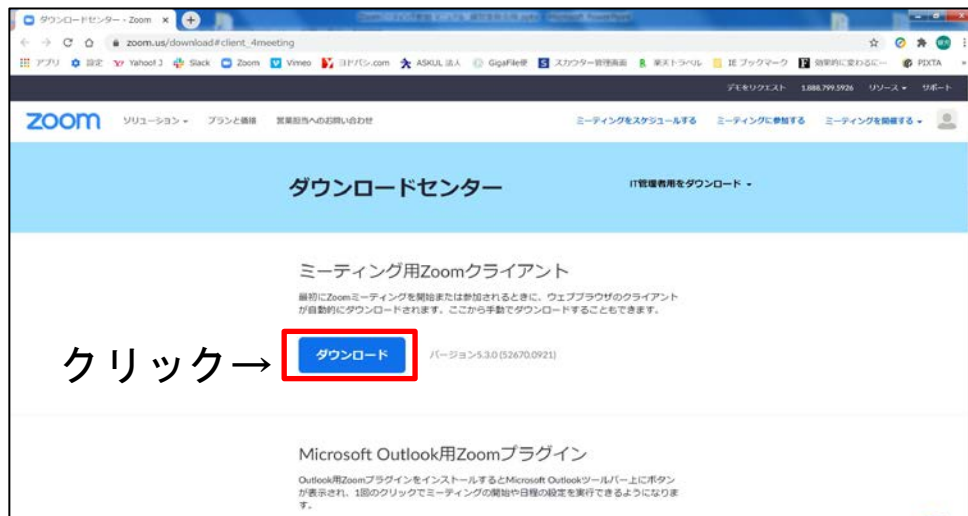 ダウンロードセンター - Zoom
zoom.us/download#client_4meeting
アプリ 設定 Yahoo! J Slack Zoom Vimeo ヨドバシ.com ASKUL 法人 GigaFile便 スカウター管理画面 楽天トラベル IE ブックマーク 効果的に変わるに— PIXTA
デモをリクエスト 1.888.799.5926 リソース サポート
zoom ソリューション プランと価格 営業担当へのお問い合わせ ミーティングをスケジュールする ミーティングに参加する ミーティングを開催する
ダウンロードセンター IT管理者用をダウンロード
ミーティング用Zoomクライアント
最初にZoomミーティングを開始または参加されるときに、ウェブブラウザのクライアント
が自動的にダウンロードされます。ここから手動でダウンロードすることもできます。
クリック→ ダウンロード バージョン5.3.0 (52670.0921)
Microsoft Outlook用Zoomプラグイン
Outlook用ZoomプラグインをインストールするとMicrosoft Outlookツールバー上にボタン
が表示され、1回のクリックでミーティングの開始や日程の設定を実行できるようになりま
す。